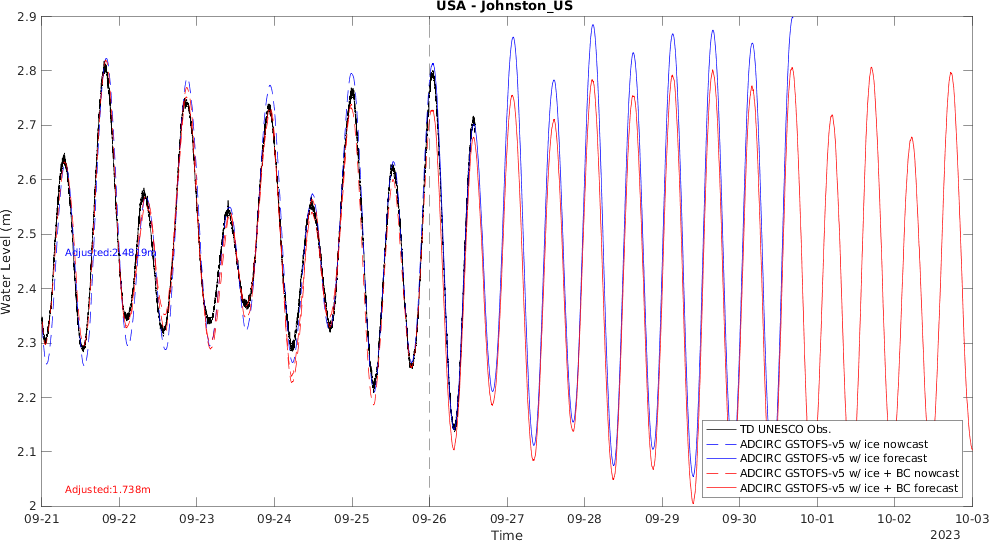 USA - Johnston_US
2.9
2.8
2.7
2.6
2.5
2.4
2.3
2.2
2.1
2
Water Level (m)
Adjusted:2.4819m
Adjusted:1.738m
TD UNESCO Obs.
ADCIRC GSTOFS-v5 w/ ice nowcast
ADCIRC GSTOFS-v5 w/ ice forecast
ADCIRC GSTOFS-v5 w/ ice + BC nowcast
ADCIRC GSTOFS-v5 w/ ice + BC forecast
09-21 09-22 09-23 09-24 09-25 09-26 09-27 09-28 09-29 09-30 10-01 10-02 10-03
Time
2023